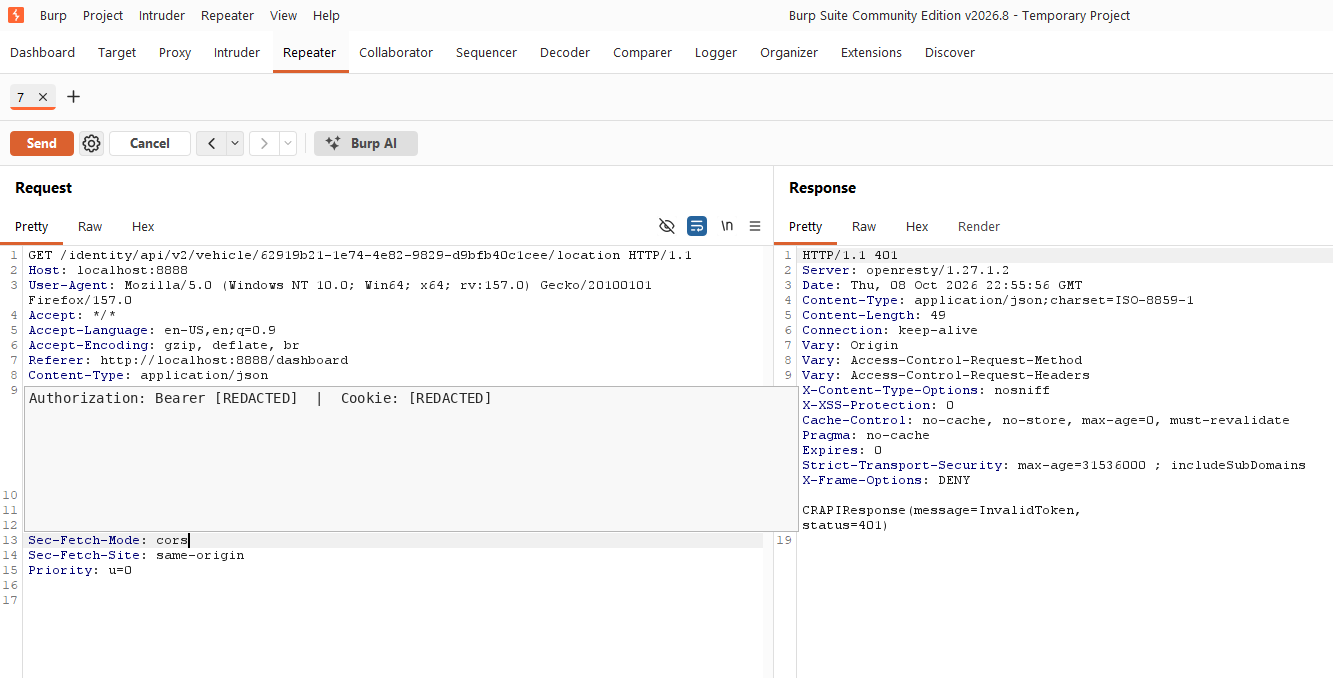 Burp Project Intruder Repeater View Help Burp Suite Community Edition v2026.8 - Temporary Project
Dashboard Target Proxy Intruder Repeater Collaborator Sequencer Decoder Comparer Logger Organizer Extensions Discover
7 × +
Send Cancel < > Burp AI
Request
Pretty Raw Hex \n
1 GET /identity/api/v2/vehicle/62919b21-1e74-4e82-9829-d9bfb40c1cee/location HTTP/1.1
2 Host: localhost:8888
3 User-Agent: Mozilla/5.0 (Windows NT 10.0; Win64; x64; rv:157.0) Gecko/20100101
Firefox/157.0
4 Accept: */*
5 Accept-Language: en-US,en;q=0.9
6 Accept-Encoding: gzip, deflate, br
7 Referer: http://localhost:8888/dashboard
8 Content-Type: application/json
9
Authorization: Bearer [REDACTED] | Cookie: [REDACTED]
10
11
12
13 Sec-Fetch-Mode: cors
14 Sec-Fetch-Site: same-origin
15 Priority: u=0
16
17
Response
Pretty Raw Hex Render
1 HTTP/1.1 401
2 Server: openresty/1.27.1.2
3 Date: Thu, 08 Oct 2026 22:55:56 GMT
4 Content-Type: application/json;charset=ISO-8859-1
5 Content-Length: 49
6 Connection: keep-alive
7 Vary: Origin
8 Vary: Access-Control-Request-Method
9 Vary: Access-Control-Request-Headers
X-Content-Type-Options: nosniff
X-XSS-Protection: 0
Cache-Control: no-cache, no-store, max-age=0, must-revalidate
Pragma: no-cache
Expires: 0
Strict-Transport-Security: max-age=31536000 ; includeSubDomains
X-Frame-Options: DENY
CRAPIResponse(message=InvalidToken,
status=401)
19